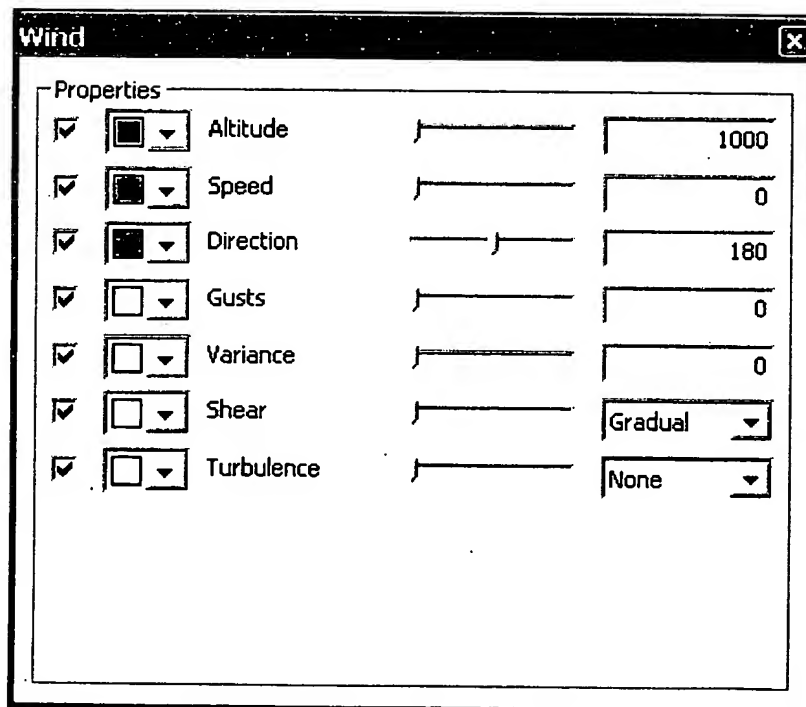 Wind
Properties
Altitude 1000
Speed 0
Direction 180
Gusts 0
Variance 0
Shear Gradual
Turbulence None